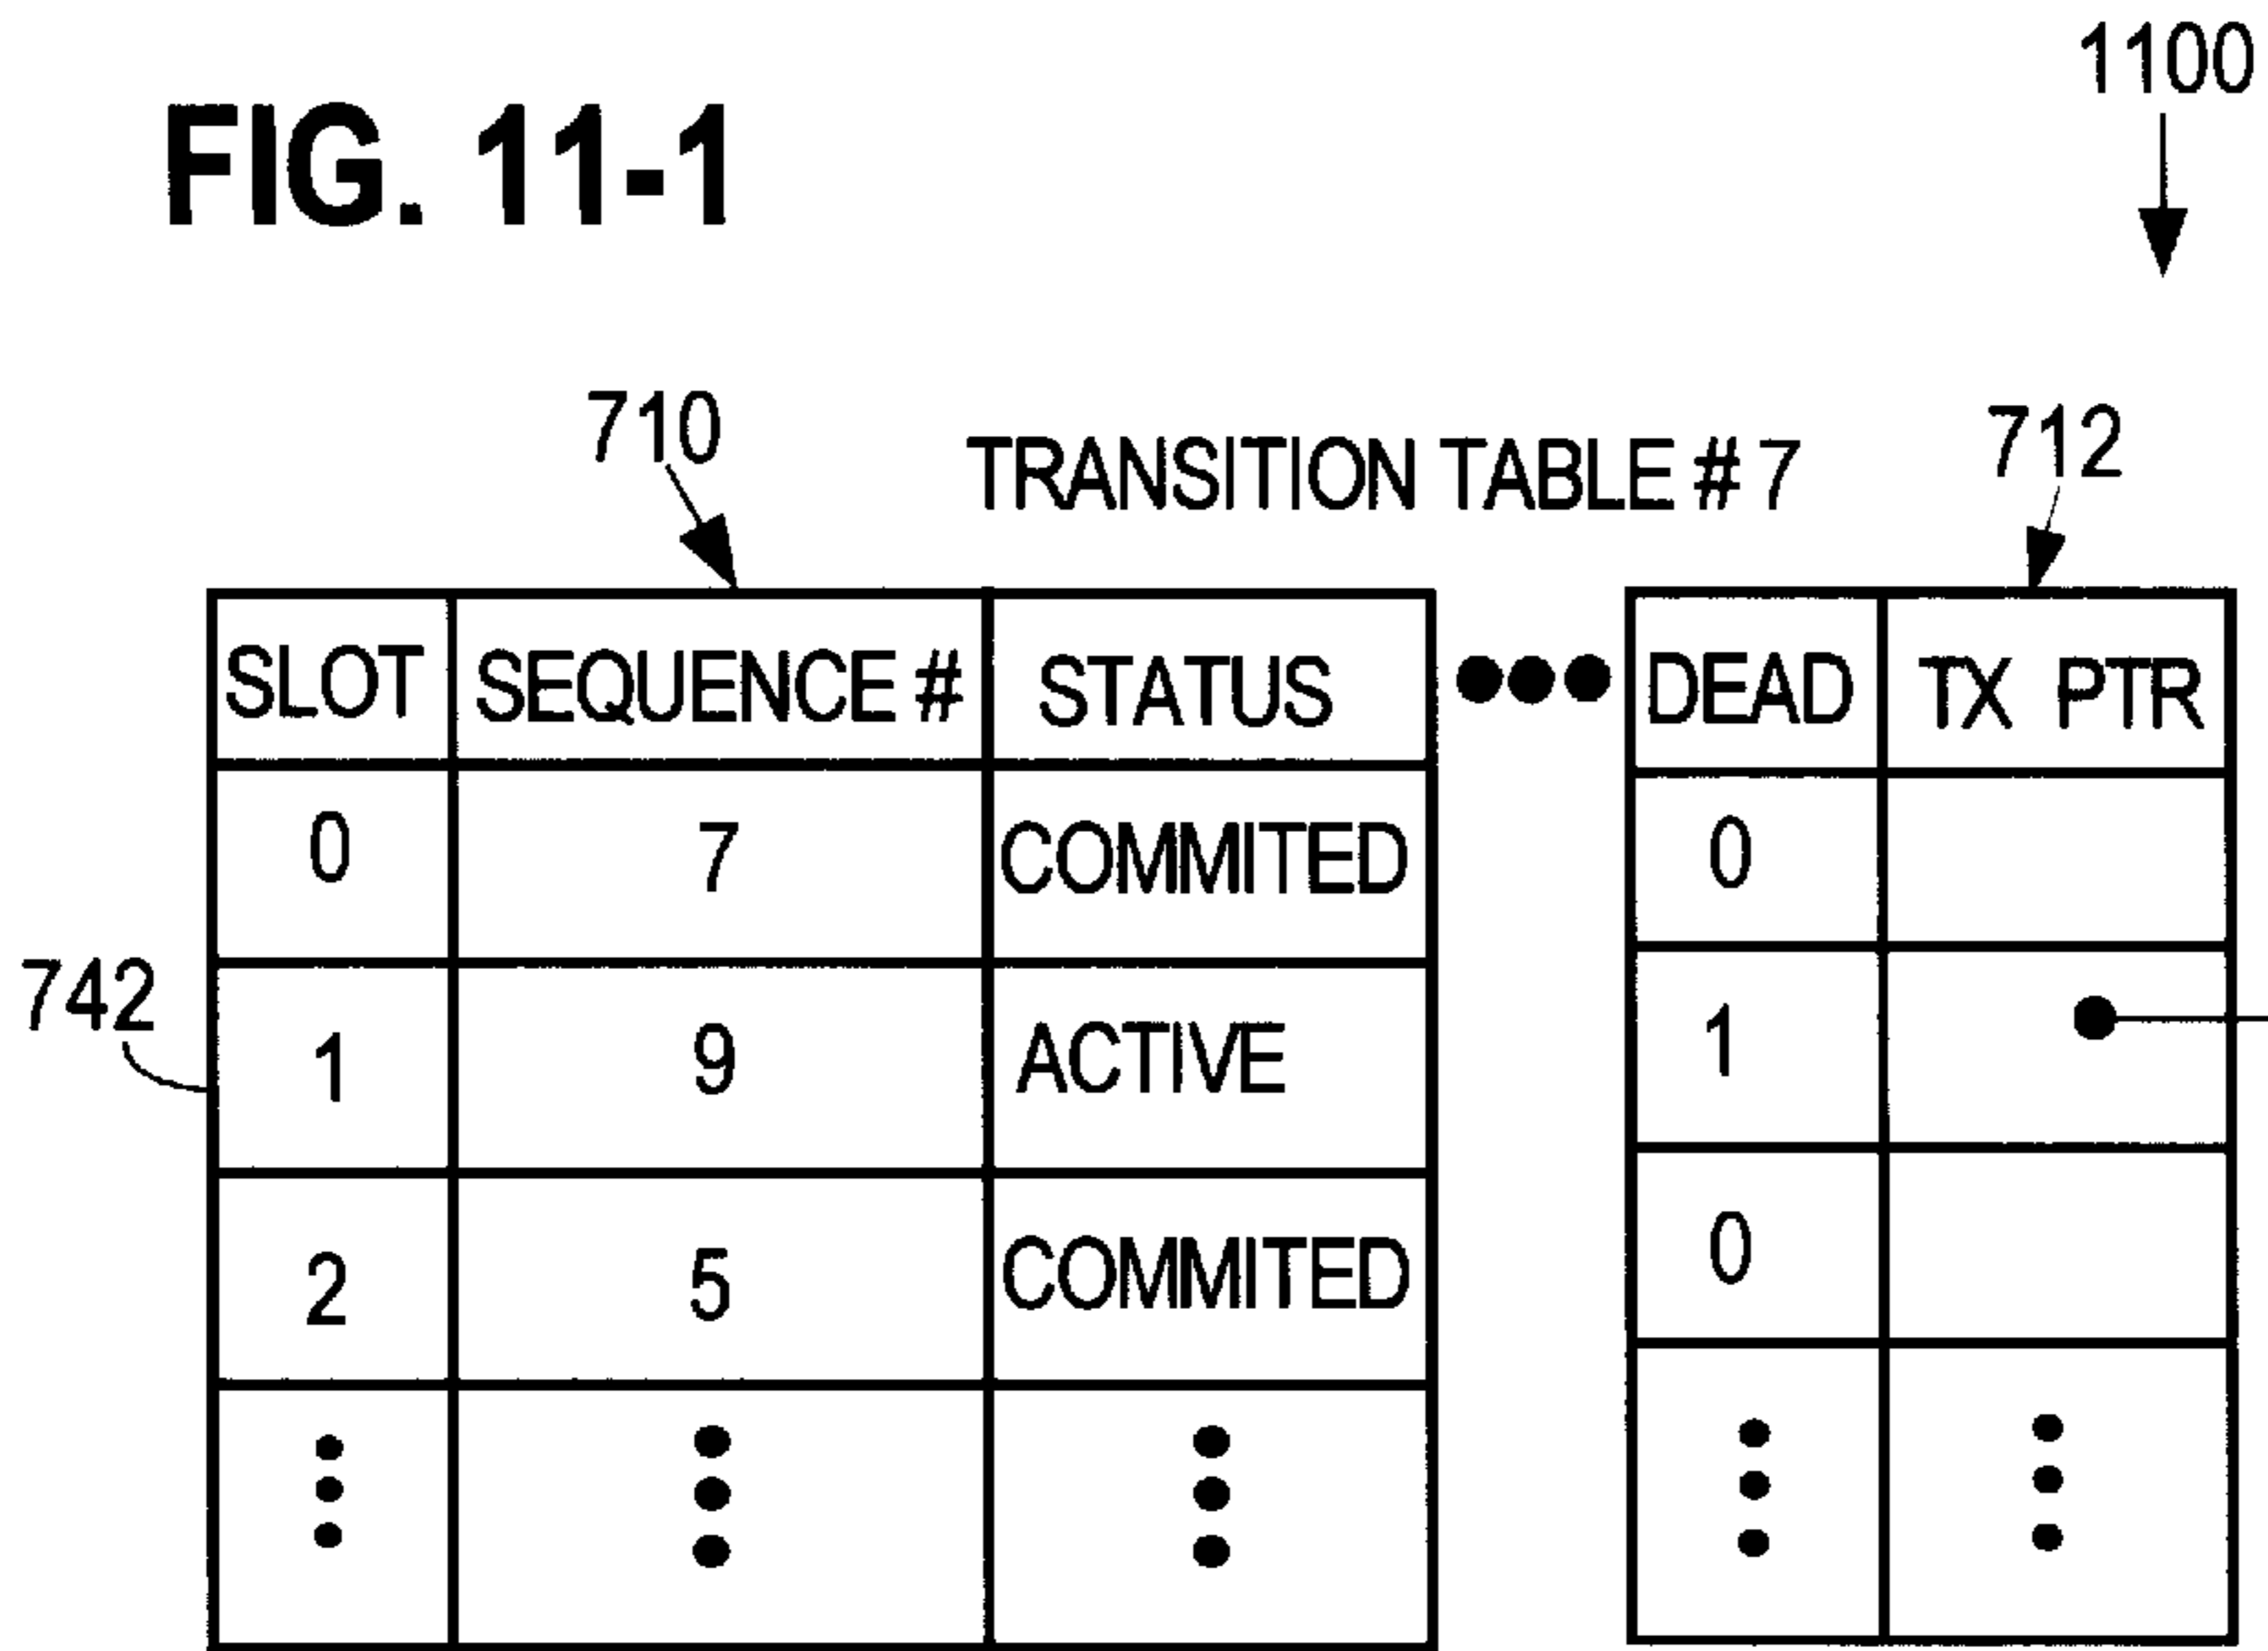 1100
FIG. 11-1
710 TRANSITION TABLE # 7 712
SLOT SEQUENCE # STATUS DEAD TX PTR
0 7 COMMITED 0
742
1 9 ACTIVE 1
2 5 COMMITED 0